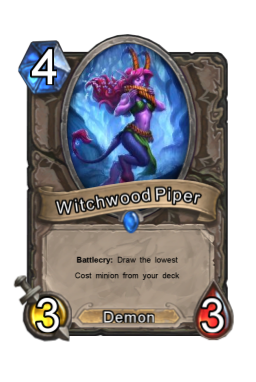 4
Witchwood Piper
Battlecry: Draw the lowest
Cost minion from your deck
3
Demon
3